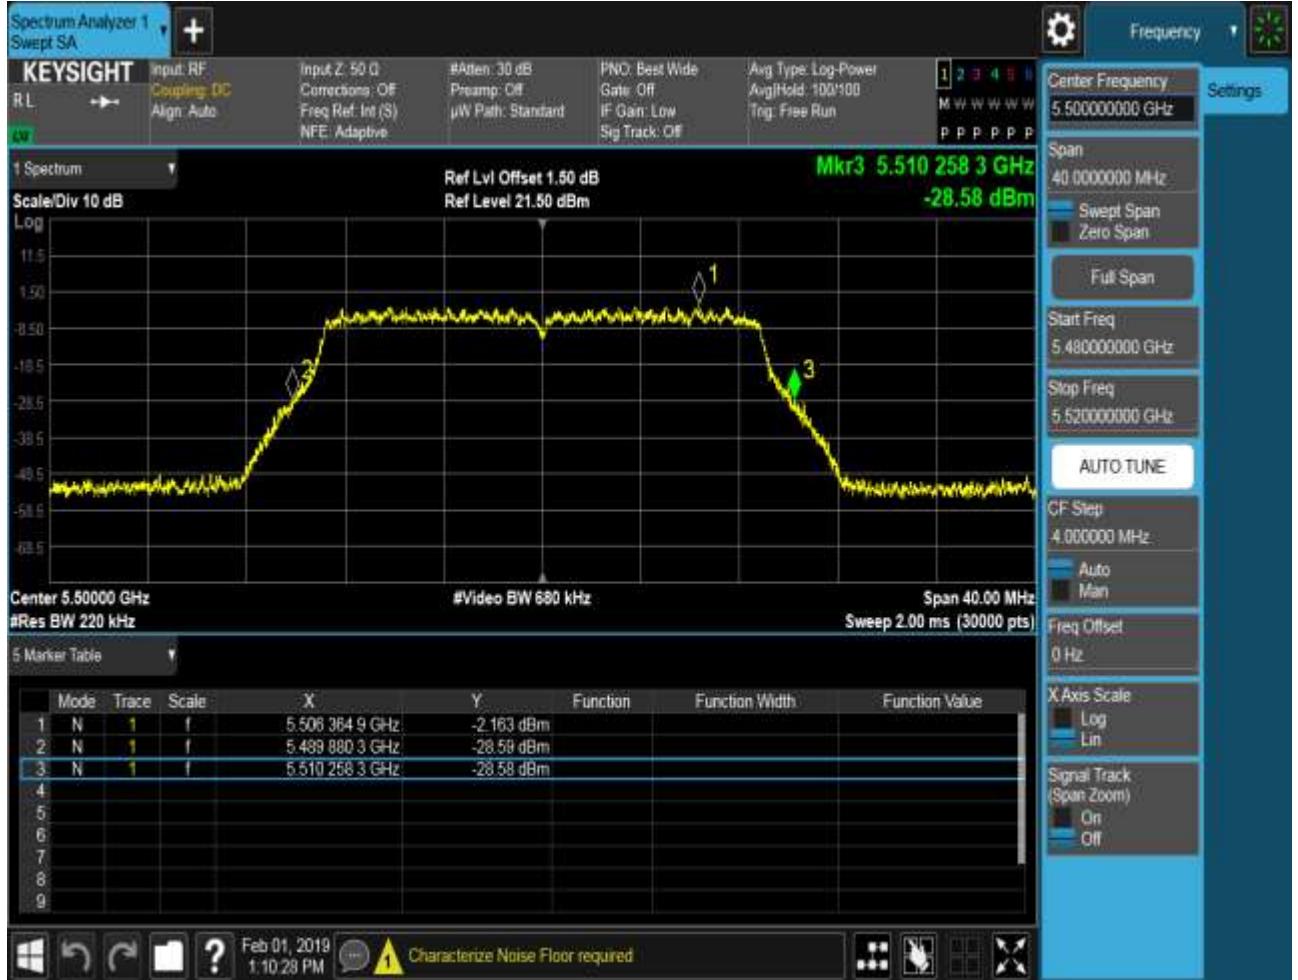 Spectrum Analyzer 1
Swept SA
Frequency
KEYSIGHT
R L
Input: RF
Coupling: DC
Align: Auto
Input Z: 50 Ω
Corrections: Off
Freq Ref: Int (S)
NFE: Adaptive
#Atten: 30 dB
Preamp: Off
µW Path: Standard
PNO: Best Wide
Gate: Off
IF Gain: Low
Sig Track: Off
Avg Type: Log-Power
Avg|Hold: 100/100
Trig: Free Run
1 2 3 4 5 6
M W W W W W
P P P P P P
1 Spectrum
Scale/Div 10 dB
Ref Lvl Offset 1.50 dB
Ref Level 21.50 dBm
Mkr3 5.510 258 3 GHz
-28.58 dBm
Log
11.5
1.50
-8.50
-18.5
-28.5
-38.5
-48.5
-58.5
-68.5
1
2
3
Center 5.50000 GHz
#Video BW 680 kHz
Span 40.00 MHz
#Res BW 220 kHz
Sweep 2.00 ms (30000 pts)
5 Marker Table
Mode Trace Scale X Y Function Function Width Function Value
1 N 1 f 5.506 364 9 GHz -2.163 dBm
2 N 1 f 5.489 880 3 GHz -28.59 dBm
3 N 1 f 5.510 258 3 GHz -28.58 dBm
4
5
6
7
8
9
Center Frequency
5.500000000 GHz
Settings
Span
40.0000000 MHz
Swept Span
Zero Span
Full Span
Start Freq
5.480000000 GHz
Stop Freq
5.520000000 GHz
AUTO TUNE
CF Step
4.000000 MHz
Auto
Man
Freq Offset
0 Hz
X Axis Scale
Log
Lin
Signal Track
(Span Zoom)
On
Off
?
Feb 01, 2019
1:10:28 PM
1
Characterize Noise Floor required